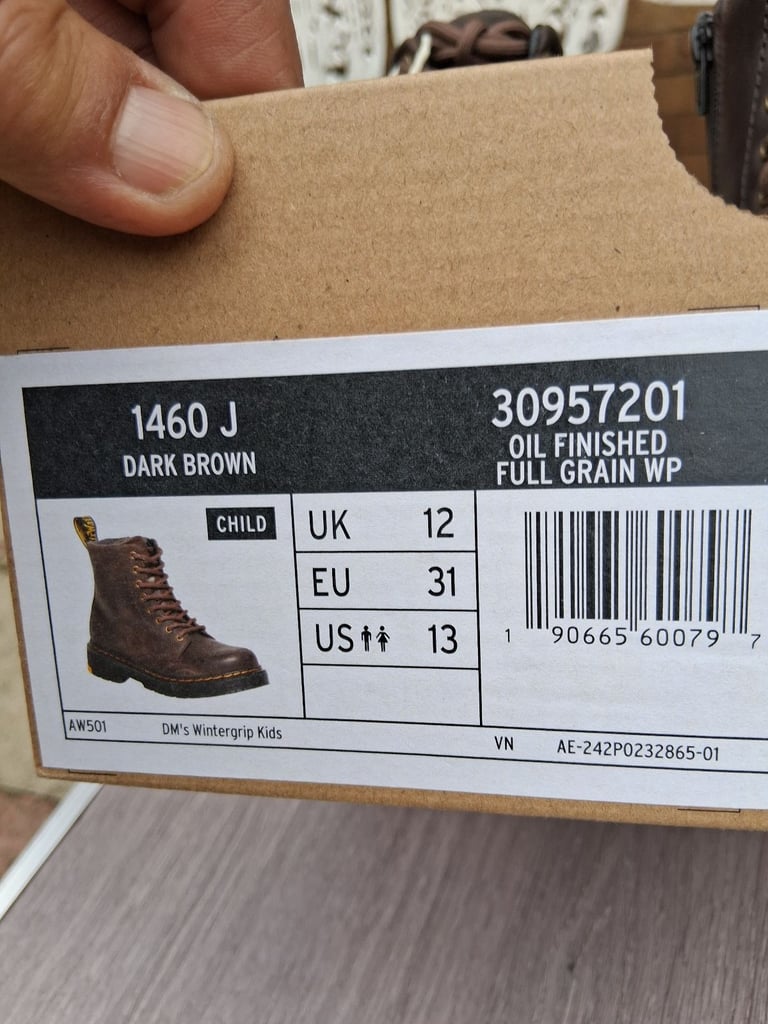 1460 J
DARK BROWN
30957201
OIL FINISHED
FULL GRAIN WP
CHILD
UK 12
EU 31
US 13
1 90665 60079 7
AW501 DM's Wintergrip Kids
VN AE-242P0232865-01